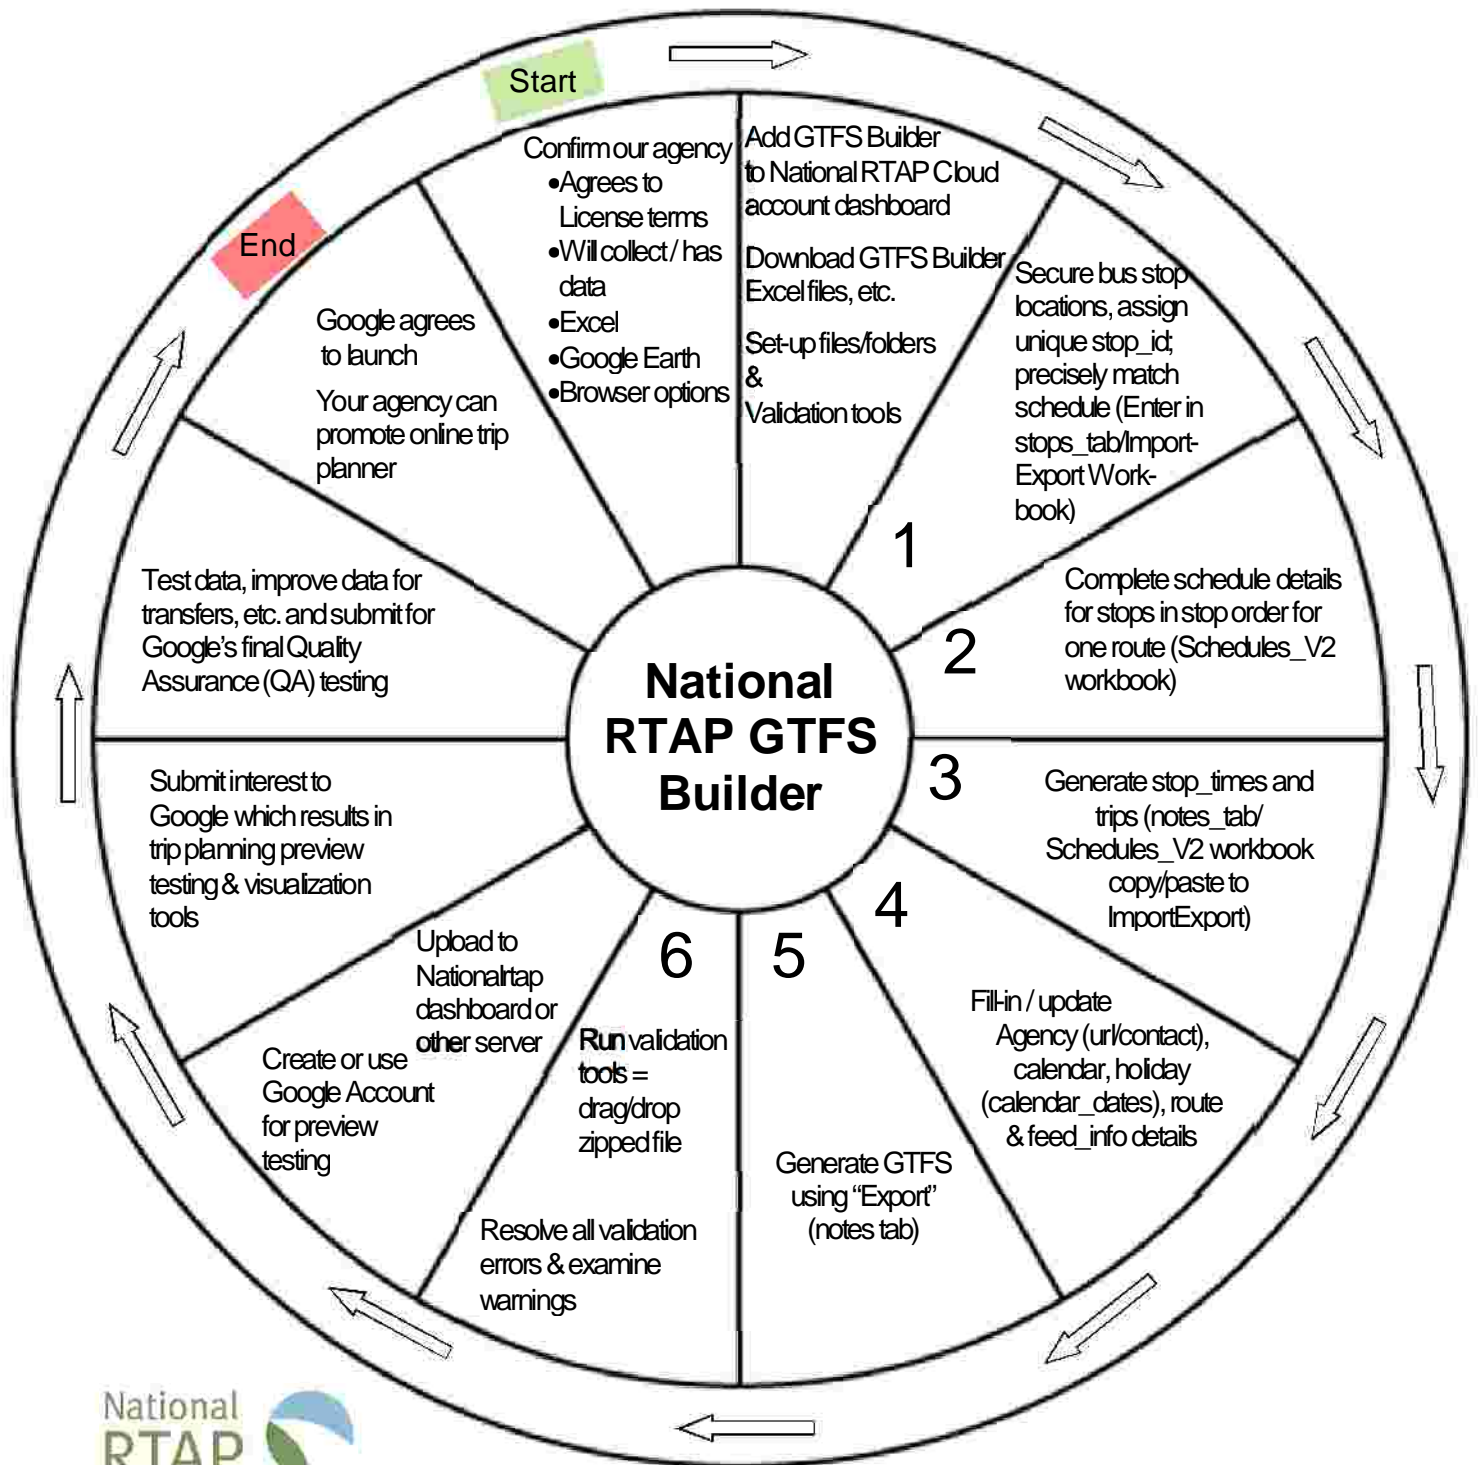 Start
Confirm our agency
•Agrees to
License terms
•Will collect / has
data
•Excel
•Google Earth
•Browser options
Add GTFS Builder
to National RTAP Cloud
account dashboard
Download GTFS Builder
Excel files, etc.
Set-up files/folders
&
Validation tools
1
Secure bus stop
locations, assign
unique stop_id;
precisely match
schedule (Enter in
stops_tab/Import-
Export Work-
book)
2
Complete schedule details
for stops in stop order for
one route (Schedules_V2
workbook)
3
Generate stop_times and
trips (notes_tab/
Schedules_V2 workbook
copy/paste to
ImportExport)
4
Fill-in / update
Agency (url/contact),
calendar, holiday
(calendar_dates), route
& feed_info details
5
Generate GTFS
using “Export”
(notes tab)
6
Run validation
tools =
drag/drop
zipped file
Resolve all validation
errors & examine
warnings
Upload to
Nationalrtap
dashboard or
other server
Create or use
Google Account
for preview
testing
Submit interest to
Google which results in
trip planning preview
testing & visualization
tools
Test data, improve data for
transfers, etc. and submit for
Google's final Quality
Assurance (QA) testing
Google agrees
to launch
Your agency can
promote online trip
planner
End
National
RTAP GTFS
Builder
National
RTAP